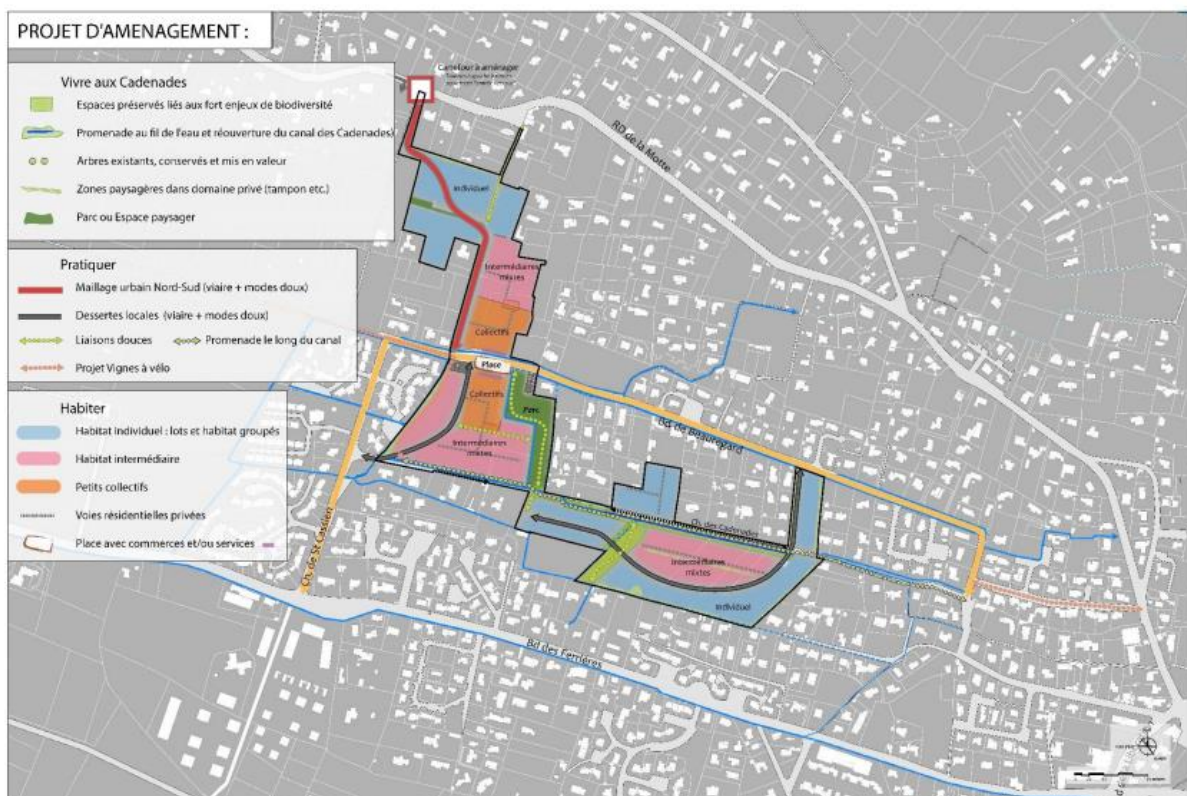 PROJET D'AMENAGEMENT :
Vivre aux Cadenades
Espaces préservés liés aux fort enjeux de biodiversité
Promenade au fil de l'eau et réouverture du canal des Cadenades)
Arbres existants, conservés et mis en valeur
Zones paysagères dans domaine privé (tampon etc.)
Parc ou Espace paysager
Pratiquer
Maillage urbain Nord-Sud (viaire + modes doux)
Dessertes locales (viaire + modes doux)
Liaisons douces
Promenade le long du canal
Projet Vignes à vélo
Habiter
Habitat Individuel : lots et habitat groupés
Habitat intermédiaire
Petits collectifs
Voies résidentielles privées
Place avec commerces et/ou services
Carrefour à aménager
RD de la Motte
Individuel
Intermédiaires
mixtes
Collectifs
Place
Collectifs
Parc
Intermédiaires
mixtes
Bd. de Beauregard
Ch. de St Cassien
Ch. des Cadenades
Intermédiaires
mixtes
Individuel
Bd des Ferrières